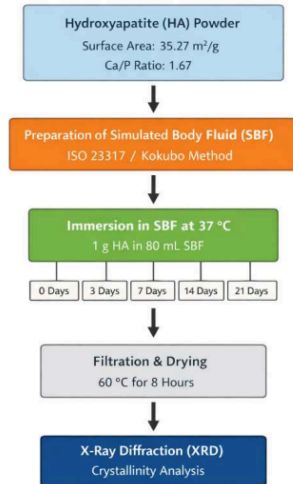 Hydroxyapatite (HA) Powder
Surface Area: 35.27 m²/g
Ca/P Ratio: 1.67
Preparation of Simulated Body Fluid (SBF)
ISO 23317 / Kokubo Method
Immersion in SBF at 37 °C
1 g HA in 80 mL SBF
0 Days 3 Days 7 Days 14 Days 21 Days
Filtration & Drying
60 °C for 8 Hours
X-Ray Diffraction (XRD)
Crystallinity Analysis